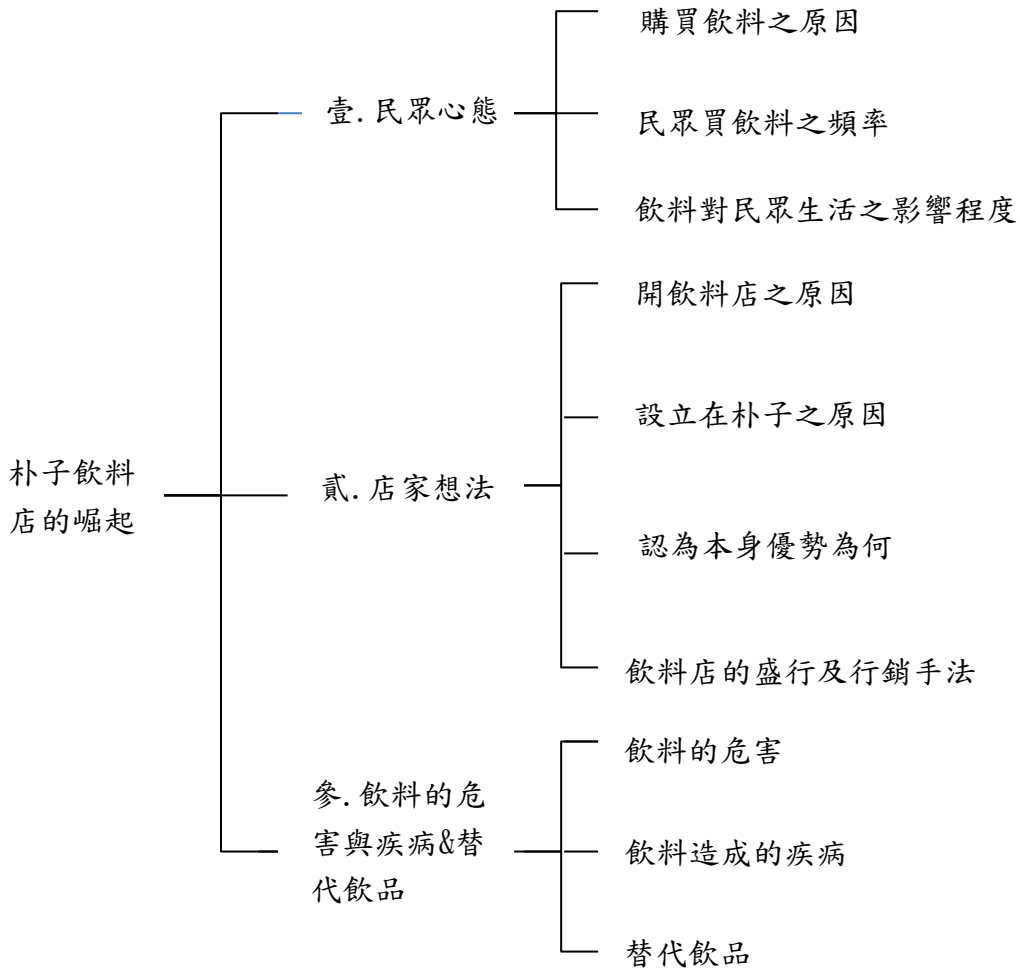 朴子飲料
店的崛起
壹.民眾心態
購買飲料之原因
民眾買飲料之頻率
飲料對民眾生活之影響程度
貳.店家想法
開飲料店之原因
設立在朴子之原因
認為本身優勢為何
飲料店的盛行及行銷手法
參.飲料的危
害與疾病&替
代飲品
飲料的危害
飲料造成的疾病
替代飲品